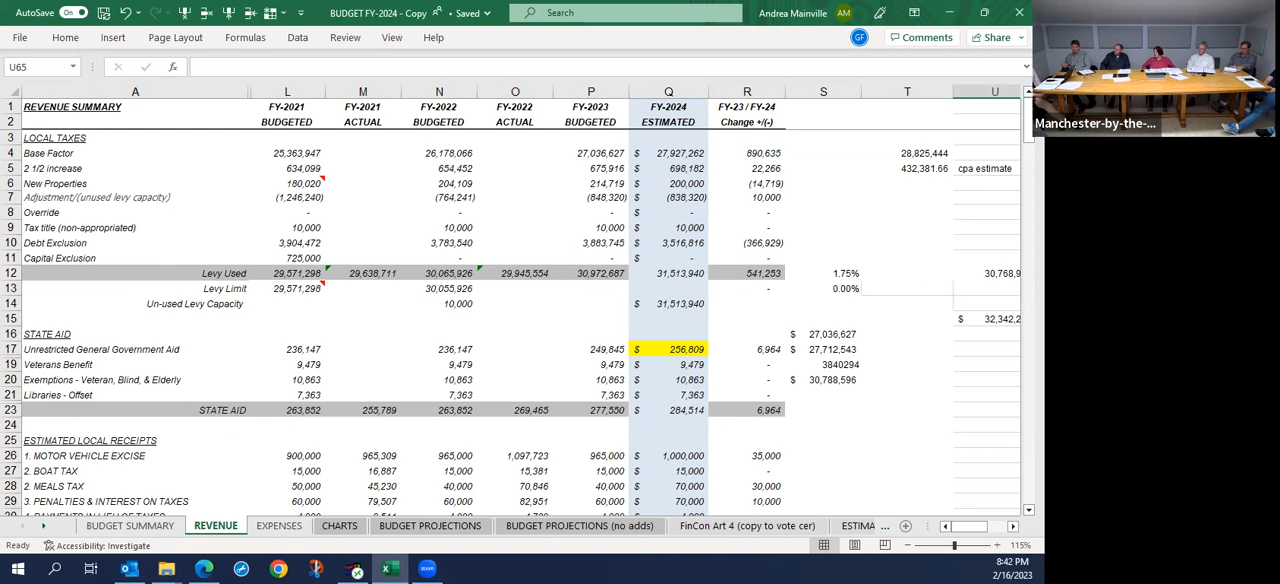 AutoSave On BUDGET FY-2024 - Copy • Saved Search Andrea Mainville AM
File Home Insert Page Layout Formulas Data Review View Help GF Comments Share
U65 fx
A L M N O P Q R S T U
1 REVENUE SUMMARY FY-2021 FY-2021 FY-2022 FY-2022 FY-2023 FY-2024 FY-23 / FY-24
2 BUDGETED ACTUAL BUDGETED ACTUAL BUDGETED ESTIMATED Change +/(-)
3 LOCAL TAXES
4 Base Factor 25,363,947 26,178,066 27,036,627 $ 27,927,262 890,635 28,825,444
5 2 1/2 increase 634,099 654,452 675,916 $ 698,182 22,266 432,381.66 cpa estimate
6 New Properties 180,020 204,109 214,719 $ 200,000 (14,719)
7 Adjustment/(unused levy capacity) (1,246,240) (764,241) (848,320) $ (838,320) 10,000
8 Override - - - $ -
9 Tax title (non-appropriated) 10,000 10,000 10,000 $ 10,000 -
10 Debt Exclusion 3,904,472 3,783,540 3,883,745 $ 3,516,816 (366,929)
11 Capital Exclusion 725,000 - - $ -
12 Levy Used 29,571,298 29,638,711 30,065,926 29,945,554 30,972,687 31,513,940 541,253 1.75% 30,768,9
13 Levy Limit 29,571,298 30,055,926 - 0.00%
14 Un-used Levy Capacity 10,000 $ 31,513,940
15 $ 32,342,2
16 STATE AID $ 27,036,627
17 Unrestricted General Government Aid 236,147 236,147 249,845 $ 256,809 6,964 $ 27,712,543
19 Veterans Benefit 9,479 9,479 9,479 $ 9,479 - 3840294
20 Exemptions - Veteran, Blind, & Elderly 10,863 10,863 10,863 $ 10,863 - $ 30,788,596
21 Libraries - Offset 7,363 7,363 7,363 $ 7,363 -
23 STATE AID 263,852 255,789 263,852 269,465 277,550 $ 284,514 6,964
24
25 ESTIMATED LOCAL RECEIPTS
26 1. MOTOR VEHICLE EXCISE 900,000 965,309 965,000 1,097,723 965,000 $ 1,000,000 35,000
27 2. BOAT TAX 15,000 16,887 15,000 15,381 15,000 $ 15,000 -
28 2. MEALS TAX 50,000 45,230 40,000 70,846 40,000 $ 70,000 30,000
29 3. PENALTIES & INTEREST ON TAXES 60,000 79,507 60,000 82,951 60,000 $ 70,000 10,000
BUDGET SUMMARY REVENUE EXPENSES CHARTS BUDGET PROJECTIONS BUDGET PROJECTIONS (no adds) FinCon Art 4 (copy to vote cer) ESTIMA ...
Ready Accessibility: Investigate 115%
8:42 PM
2/16/2023
Manchester-by-the-...